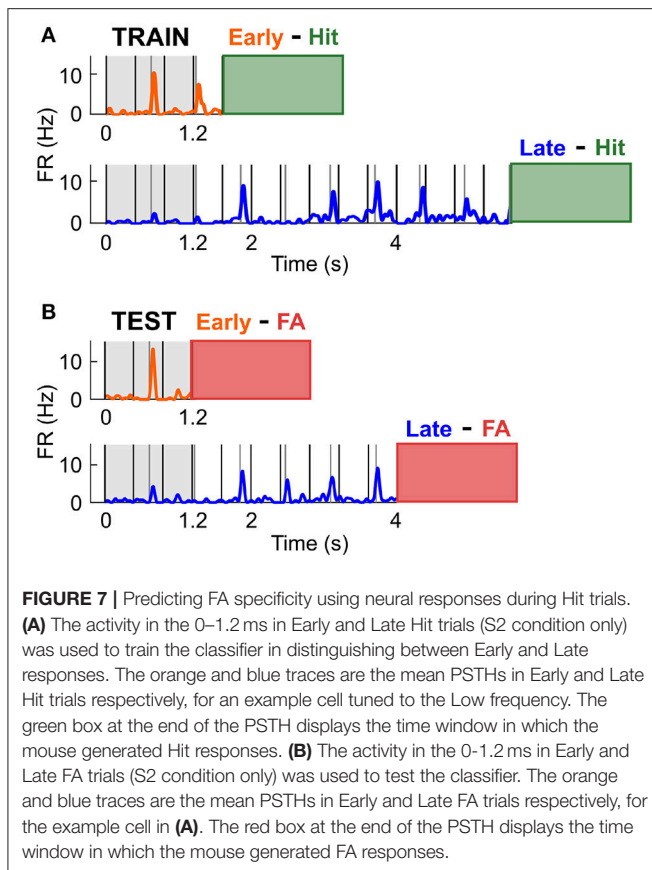 A
TRAIN Early - Hit
10
0
0 1.2
FR (Hz)
Late - Hit
10
0
0 1.2 2 4
Time (s)
B
TEST Early - FA
10
0
0 1.2
FR (Hz)
Late - FA
10
0
0 1.2 2 4
Time (s)
FIGURE 7 | Predicting FA specificity using neural responses during Hit trials.
(A) The activity in the 0–1.2 ms in Early and Late Hit trials (S2 condition only)
was used to train the classifier in distinguishing between Early and Late
responses. The orange and blue traces are the mean PSTHs in Early and Late
Hit trials respectively, for an example cell tuned to the Low frequency. The
green box at the end of the PSTH displays the time window in which the
mouse generated Hit responses. (B) The activity in the 0-1.2 ms in Early and
Late FA trials (S2 condition only) was used to test the classifier. The orange
and blue traces are the mean PSTHs in Early and Late FA trials respectively, for
the example cell in (A). The red box at the end of the PSTH displays the time
window in which the mouse generated FA responses.